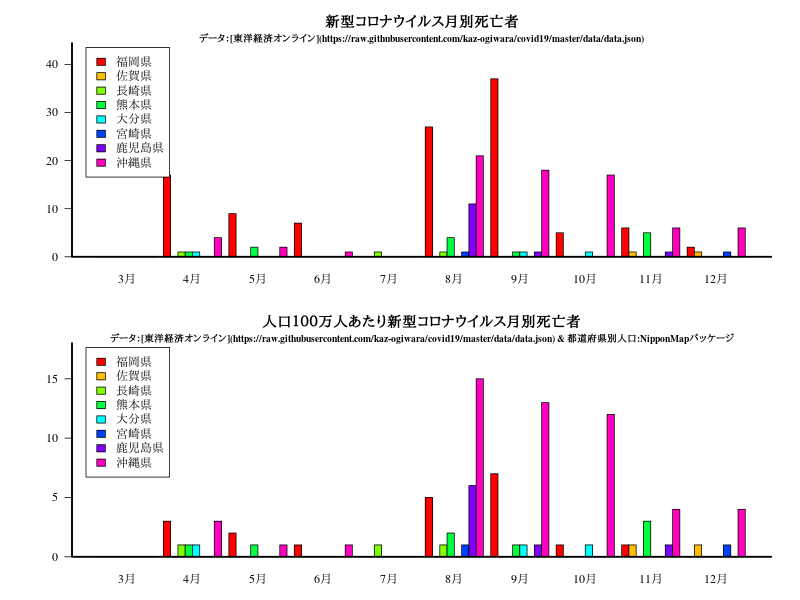 新型コロナウイルス月別死亡者
データ:[東洋経済オンライン](https://raw.githubusercontent.com/kaz-ogiwara/covid19/master/data/data.json)
40
30
20
10
0
福岡県
佐賀県
長崎県
熊本県
大分県
宮崎県
鹿児島県
沖縄県
3月 4月 5月 6月 7月 8月 9月 10月 11月 12月
人口100万人あたり新型コロナウイルス月別死亡者
データ:[東洋経済オンライン](https://raw.githubusercontent.com/kaz-ogiwara/covid19/master/data/data.json) & 都道府県別人口:NipponMapパッケージ
15
10
5
0
福岡県
佐賀県
長崎県
熊本県
大分県
宮崎県
鹿児島県
沖縄県
3月 4月 5月 6月 7月 8月 9月 10月 11月 12月